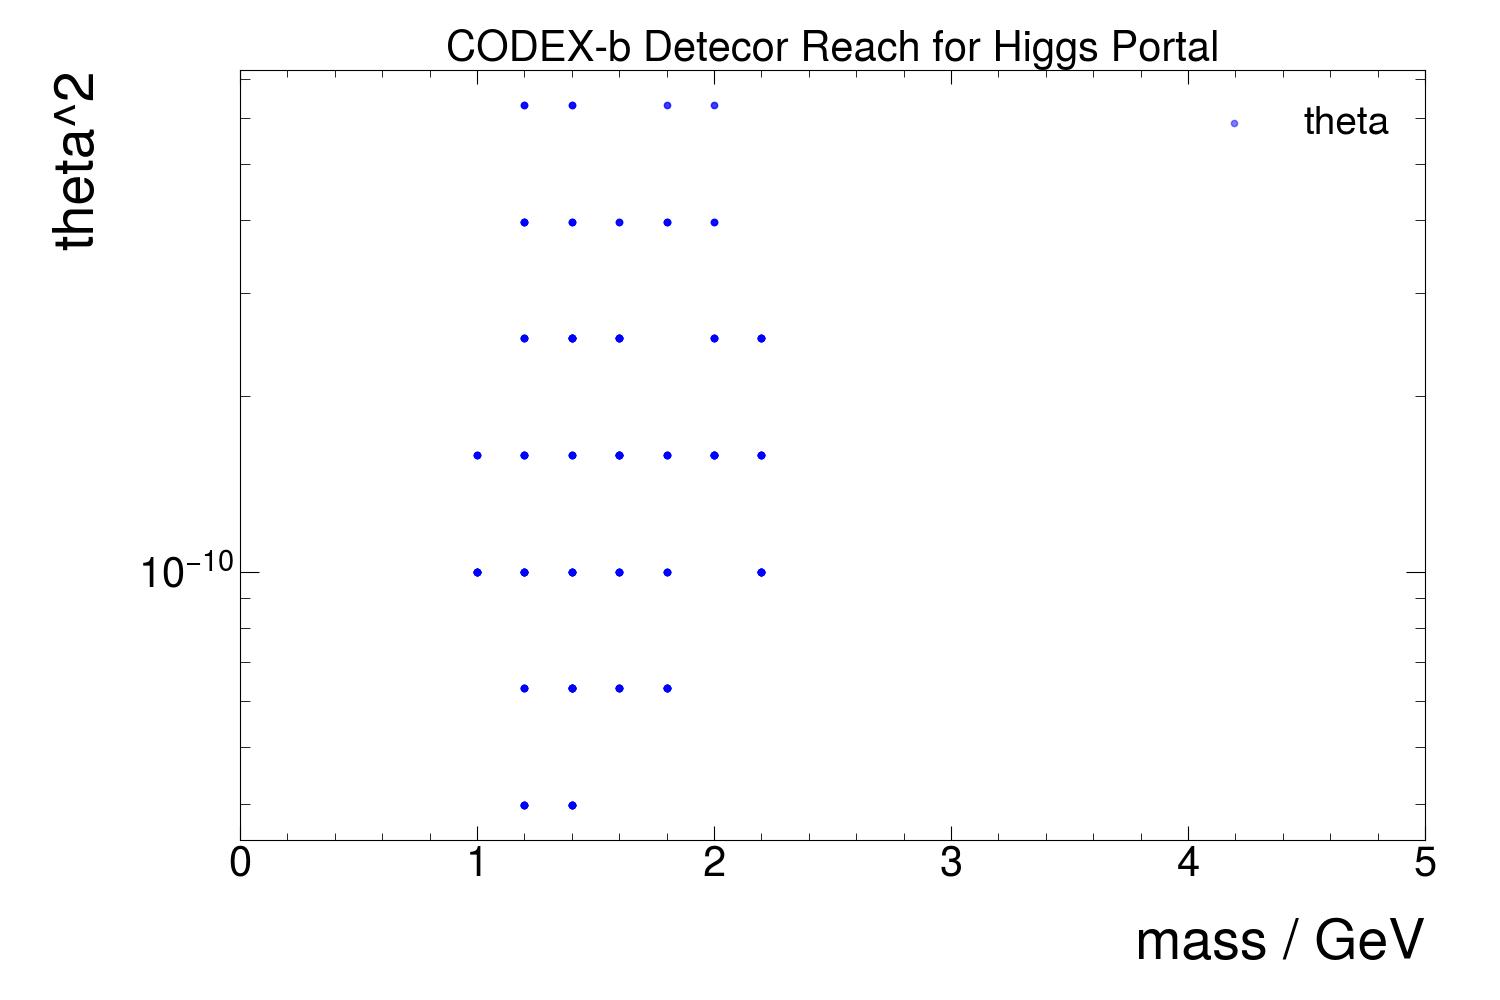 CODEX-b Detecor Reach for Higgs Portal
theta^2
theta
10⁻¹⁰
0 1 2 3 4 5
mass / GeV